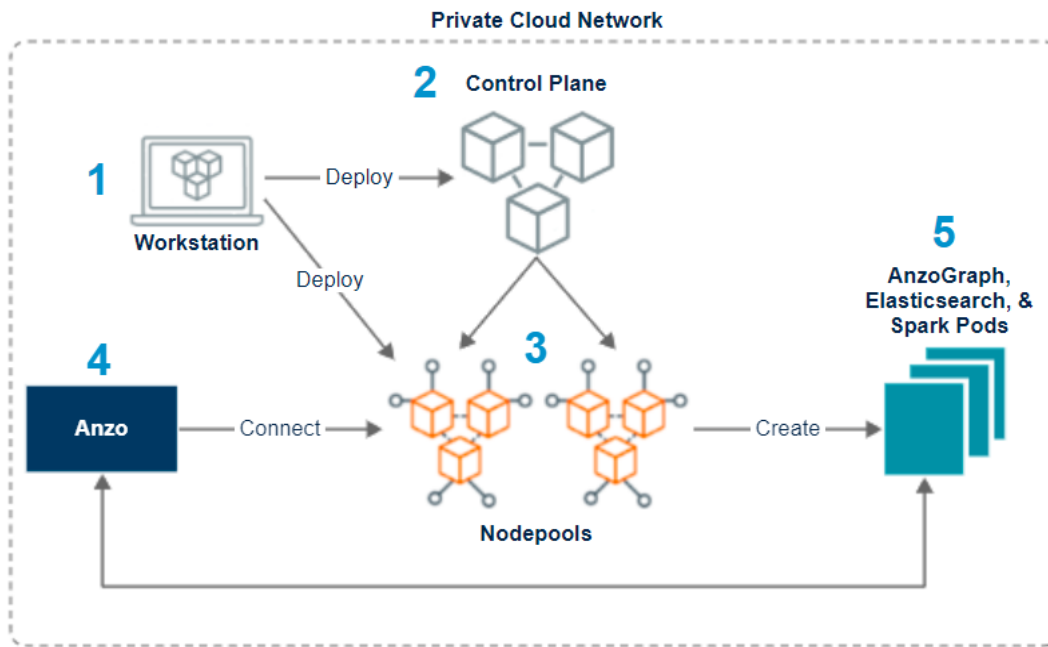 Private Cloud Network
2
Control Plane
1
Deploy
Workstation
Deploy
5
AnzoGraph,
Elasticsearch, &
Spark Pods
3
4
Anzo
Connect
Create
Nodepools